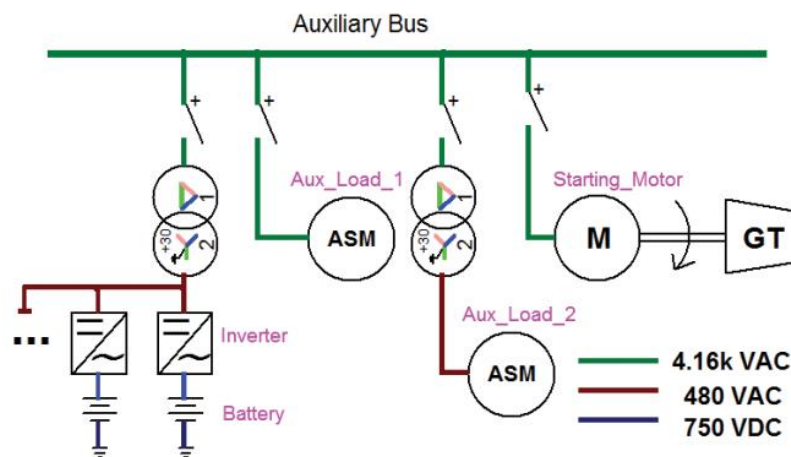 Auxiliary Bus
+
+
+
+
Aux_Load_1
Starting_Motor
1
1
ASM
M
GT
+30
2
+30
2
Aux_Load_2
...
Inverter
ASM
4.16k VAC
480 VAC
Battery
750 VDC